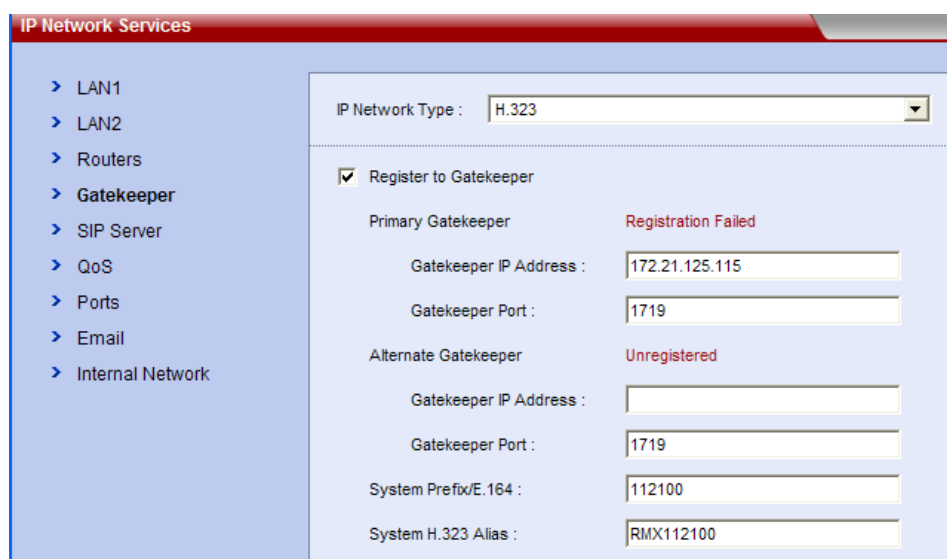 IP Network Services
LAN1
LAN2
Routers
Gatekeeper
SIP Server
QoS
Ports
Email
Internal Network
IP Network Type : H.323
Register to Gatekeeper
Primary Gatekeeper Registration Failed
Gatekeeper IP Address : 172.21.125.115
Gatekeeper Port : 1719
Alternate Gatekeeper Unregistered
Gatekeeper IP Address :
Gatekeeper Port : 1719
System Prefix/E.164 : 112100
System H.323 Alias : RMX112100